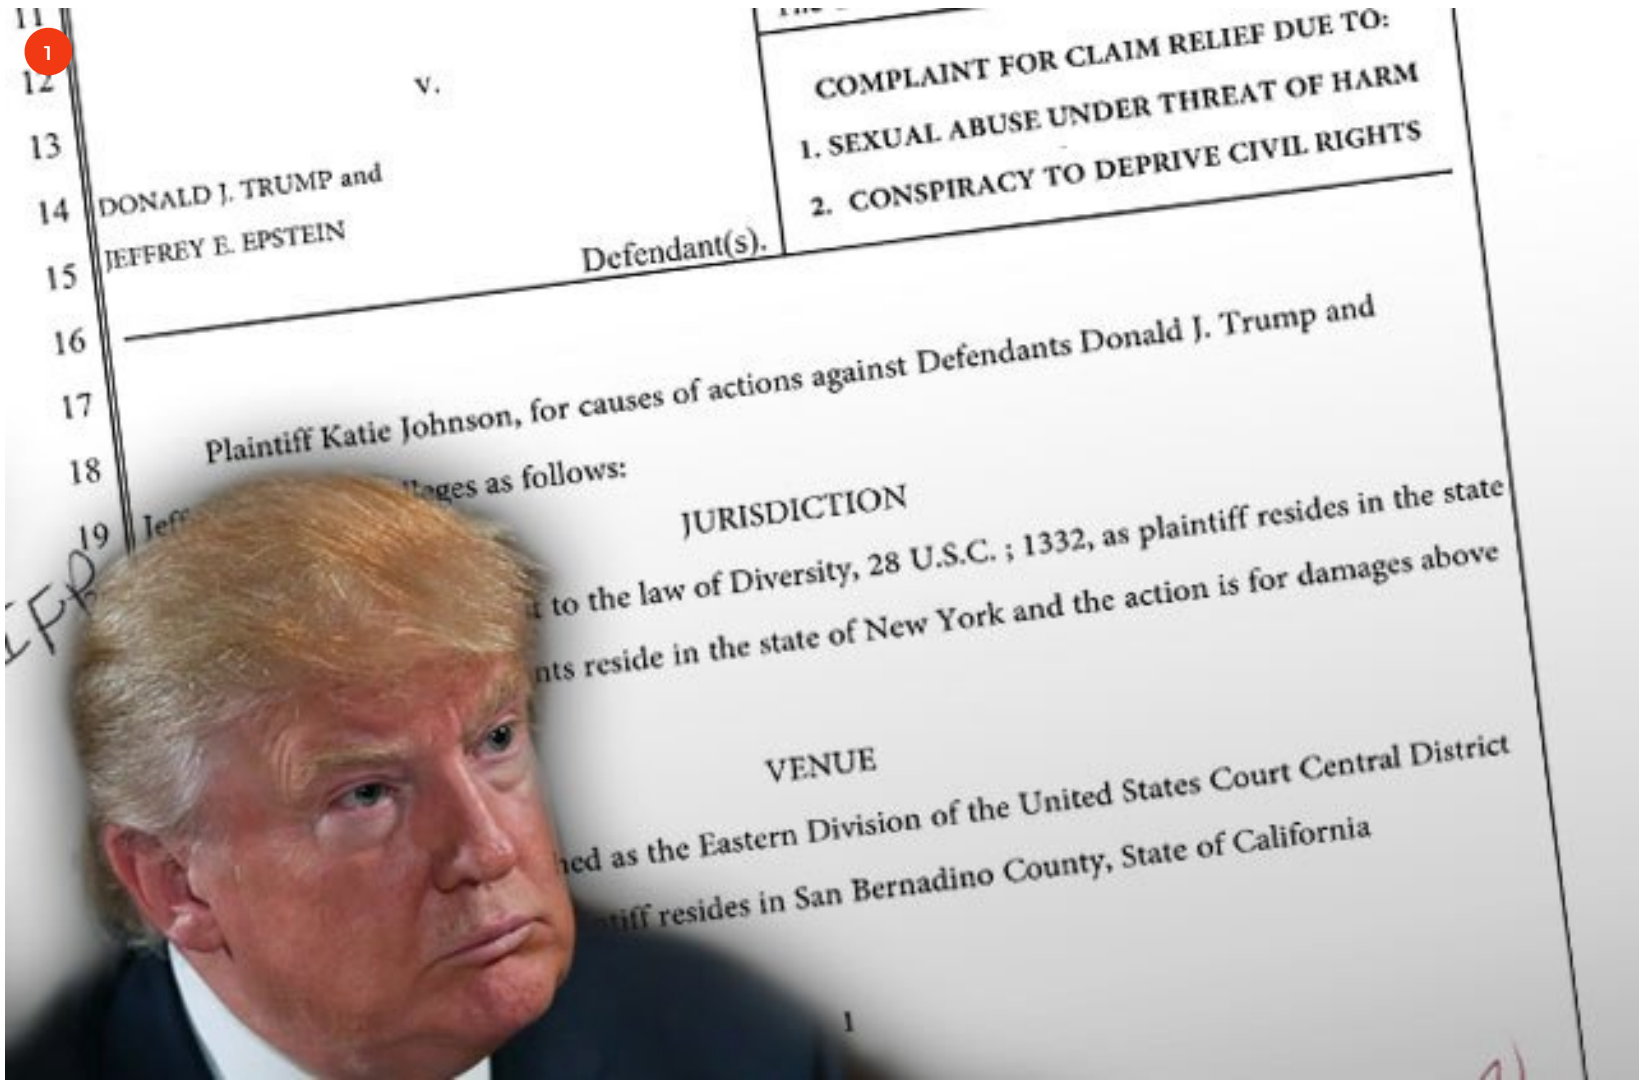 11
1
12
v.
COMPLAINT FOR CLAIM RELIEF DUE TO:
13
1. SEXUAL ABUSE UNDER THREAT OF HARM
14 DONALD J. TRUMP and
2. CONSPIRACY TO DEPRIVE CIVIL RIGHTS
15 JEFFREY E. EPSTEIN
Defendant(s).
16
17
Plaintiff Katie Johnson, for causes of actions against Defendants Donald J. Trump and
18
as follows:
19
JURISDICTION
IFP
to the law of Diversity, 28 U.S.C. ; 1332, as plaintiff resides in the state
reside in the state of New York and the action is for damages above
VENUE
as the Eastern Division of the United States Court Central District
resides in San Bernadino County, State of California
1